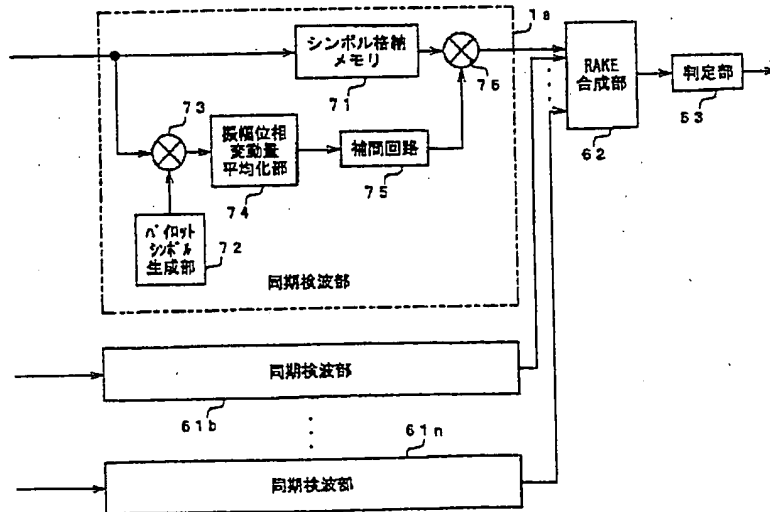 1a
シンボル格納
メモリ
71
76
RAKE
合成部
62
判定部
63
73
振幅位相
変動量
平均化部
74
補間回路
75
パイロット
シンボル
生成部
72
同期検波部
同期検波部
61b
61n
同期検波部